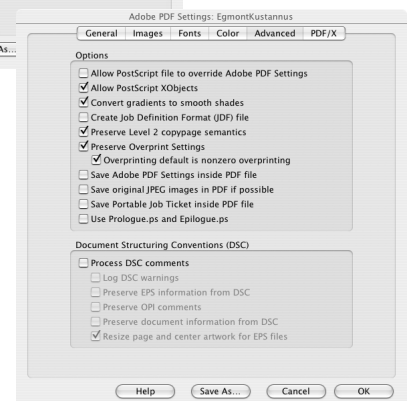 Adobe PDF Settings: EgmontKustannus
General Images Fonts Color Advanced PDF/X
As...
Options
Allow PostScript file to override Adobe PDF Settings
Allow PostScript XObjects
Convert gradients to smooth shades
Create Job Definition Format (JDF) file
Preserve Level 2 copypage semantics
Preserve Overprint Settings
Overprinting default is nonzero overprinting
Save Adobe PDF Settings inside PDF file
Save original JPEG images in PDF if possible
Save Portable Job Ticket inside PDF file
Use Prologue.ps and Epilogue.ps
Document Structuring Conventions (DSC)
Process DSC comments
Log DSC warnings
Preserve EPS information from DSC
Preserve OPI comments
Preserve document information from DSC
Resize page and center artwork for EPS files
Help Save As... Cancel OK